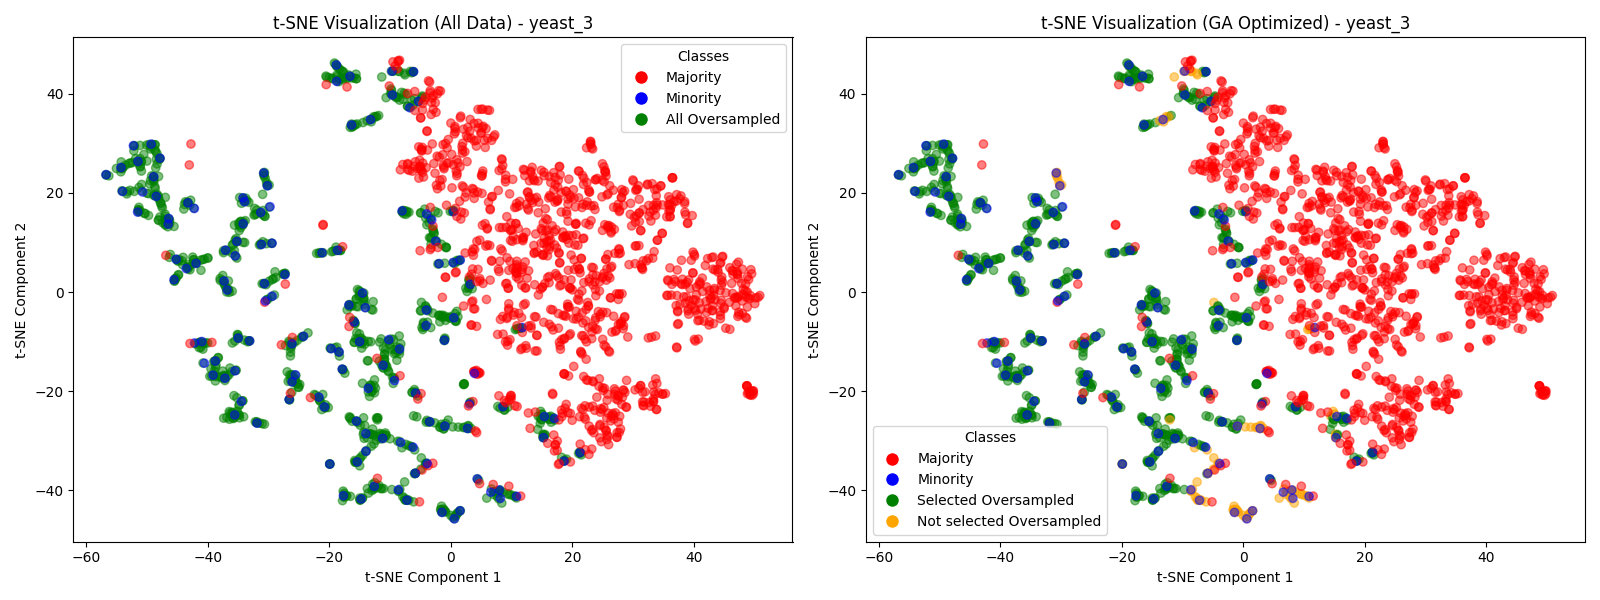 t-SNE Visualization (All Data) - yeast_3
Classes
Majority
Minority
All Oversampled
40
20
0
−20
−40
t-SNE Component 2
−60
−40
−20
0
20
40
t-SNE Component 1
t-SNE Visualization (GA Optimized) - yeast_3
40
20
0
−20
−40
t-SNE Component 2
Classes
Majority
Minority
Selected Oversampled
Not selected Oversampled
−60
−40
−20
0
20
40
t-SNE Component 1